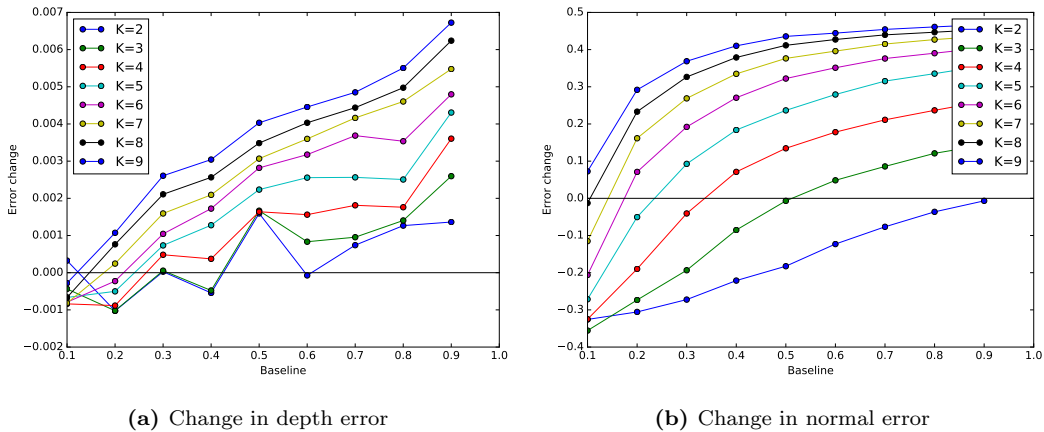 0.007
0.006
0.005
0.004
0.003
0.002
0.001
0.000
−0.001
−0.002
Error change
0.1 0.2 0.3 0.4 0.5 0.6 0.7 0.8 0.9 1.0
Baseline
K=2
K=3
K=4
K=5
K=6
K=7
K=8
K=9
(a) Change in depth error
0.5
0.4
0.3
0.2
0.1
0.0
−0.1
−0.2
−0.3
−0.4
Error change
0.1 0.2 0.3 0.4 0.5 0.6 0.7 0.8 0.9 1.0
Baseline
K=2
K=3
K=4
K=5
K=6
K=7
K=8
K=9
(b) Change in normal error